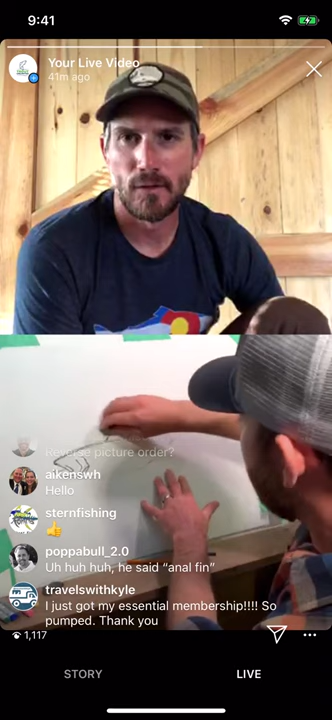 9:41
Your Live Video
41m ago
Reverse picture order?
aikenswh
Hello
sternfishing
👍
poppabull_2.0
Uh huh huh, he said “anal fin”
travelswithkyle
I just got my essential membership!!!! So
pumped. Thank you
1,117
STORY
LIVE